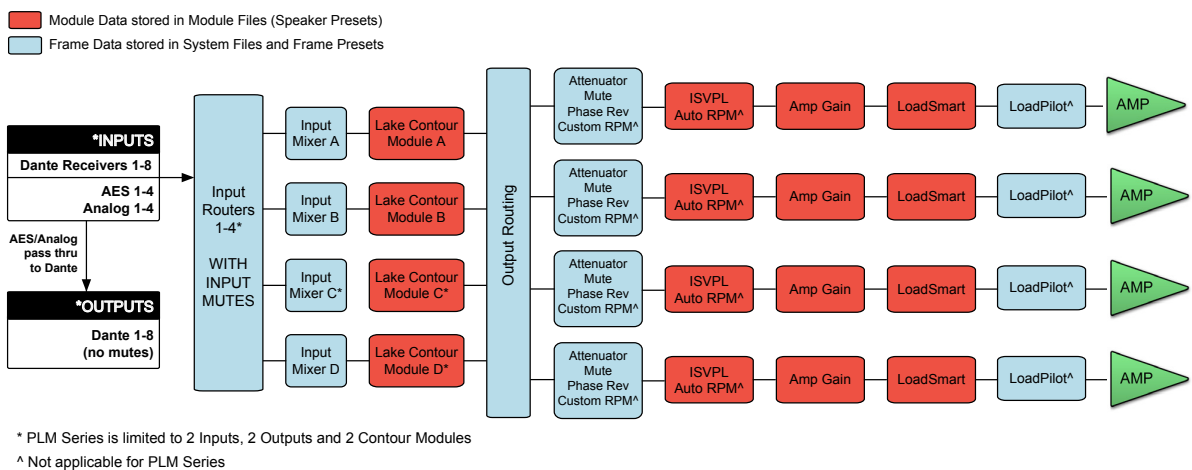 Module Data stored in Module Files (Speaker Presets)
Frame Data stored in System Files and Frame Presets
*INPUTS
Dante Receivers 1-8
AES 1-4
Analog 1-4
AES/Analog
pass thru
to Dante
*OUTPUTS
Dante 1-8
(no mutes)
Input
Routers
1-4*
WITH
INPUT
MUTES
Input
Mixer A
Lake Contour
Module A
Input
Mixer B
Lake Contour
Module B
Input
Mixer C*
Lake Contour
Module C*
Input
Mixer D
Lake Contour
Module D*
Output Routing
Attenuator
Mute
Phase Rev
Custom RPM^
ISVPL
Auto RPM^
Amp Gain
LoadSmart
LoadPilot^
AMP
Attenuator
Mute
Phase Rev
Custom RPM^
ISVPL
Auto RPM^
Amp Gain
LoadSmart
LoadPilot^
AMP
Attenuator
Mute
Phase Rev
Custom RPM^
ISVPL
Auto RPM^
Amp Gain
LoadSmart
LoadPilot^
AMP
Attenuator
Mute
Phase Rev
Custom RPM^
ISVPL
Auto RPM^
Amp Gain
LoadSmart
LoadPilot^
AMP
* PLM Series is limited to 2 Inputs, 2 Outputs and 2 Contour Modules
^ Not applicable for PLM Series